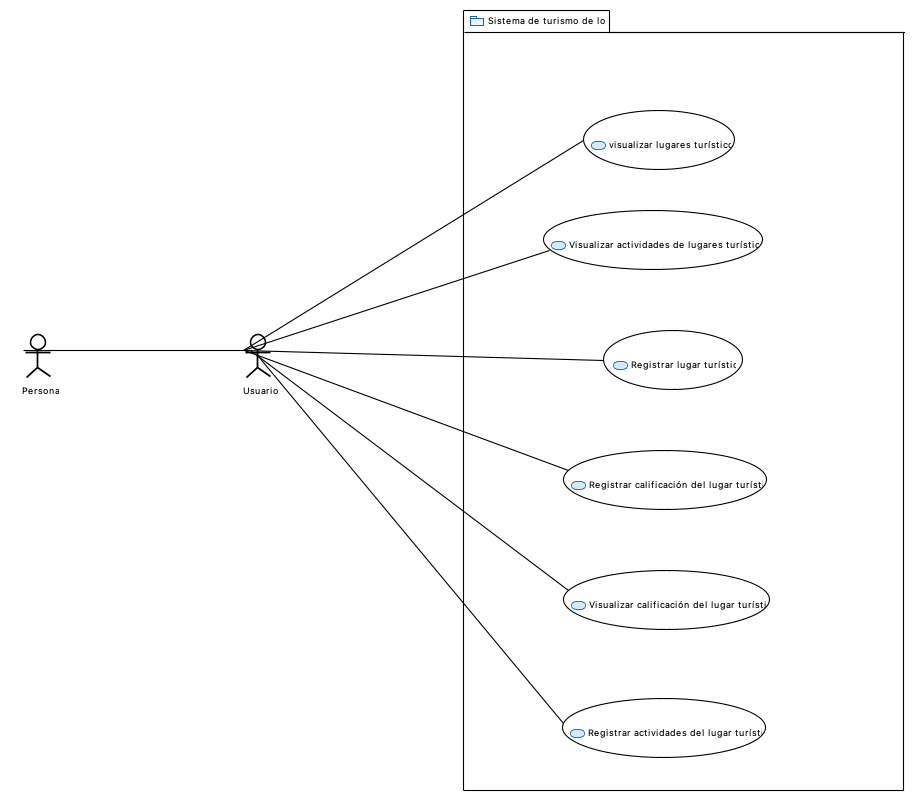 Sistema de turismo de lo
visualizar lugares turístic
Visualizar actividades de lugares turístic
Registrar lugar turístic
Persona
Usuario
Registrar calificación del lugar turíst
Visualizar calificación del lugar turísti
Registrar actividades del lugar turíst